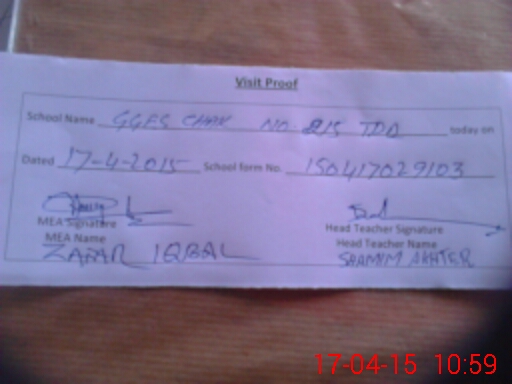 Visit Proof
School Name GGES CHAK NO. 215 TDA today on
Dated 17-4-2015 School form No. 150417029103
MEA Signature Head Teacher Signature
MEA Name Head Teacher Name
ZAFAR IQBAL SHAMIM AKHTER
17-04-15 10:59